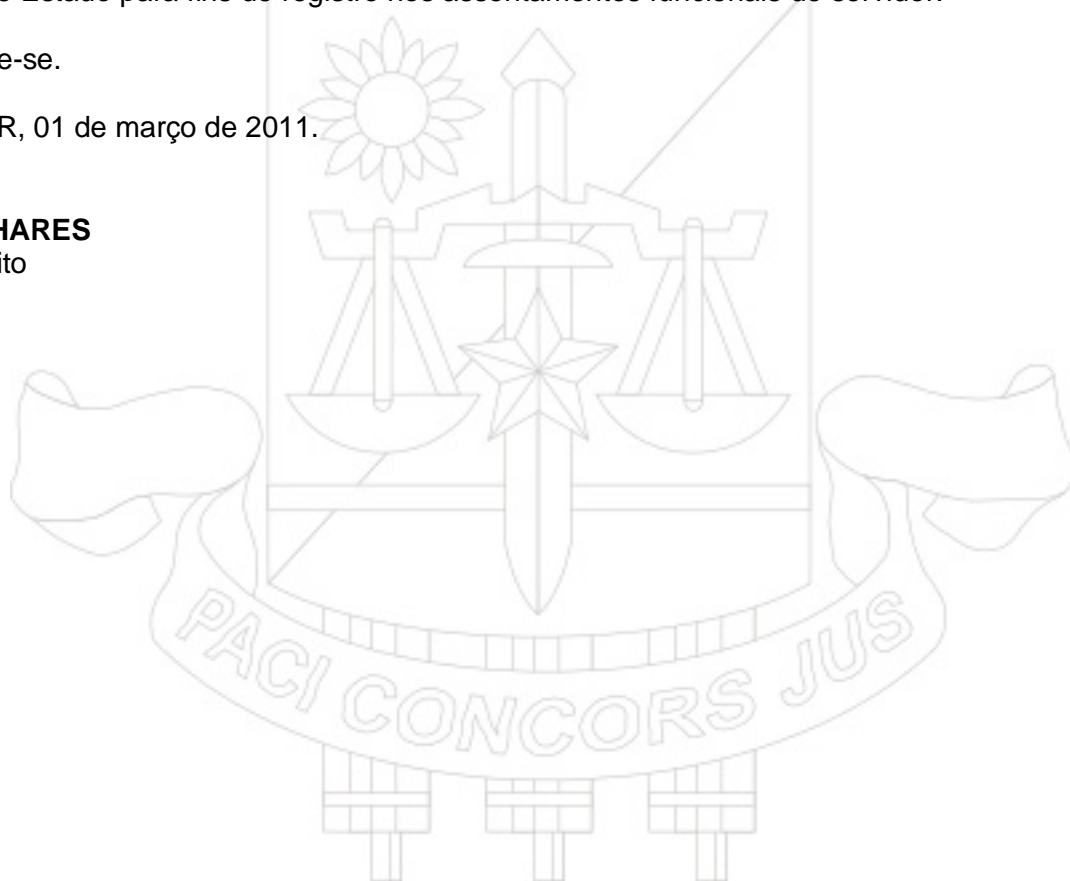 e-se.
R, 01 de março de 2011.
HARES
ito
PACI CONCORS JUS